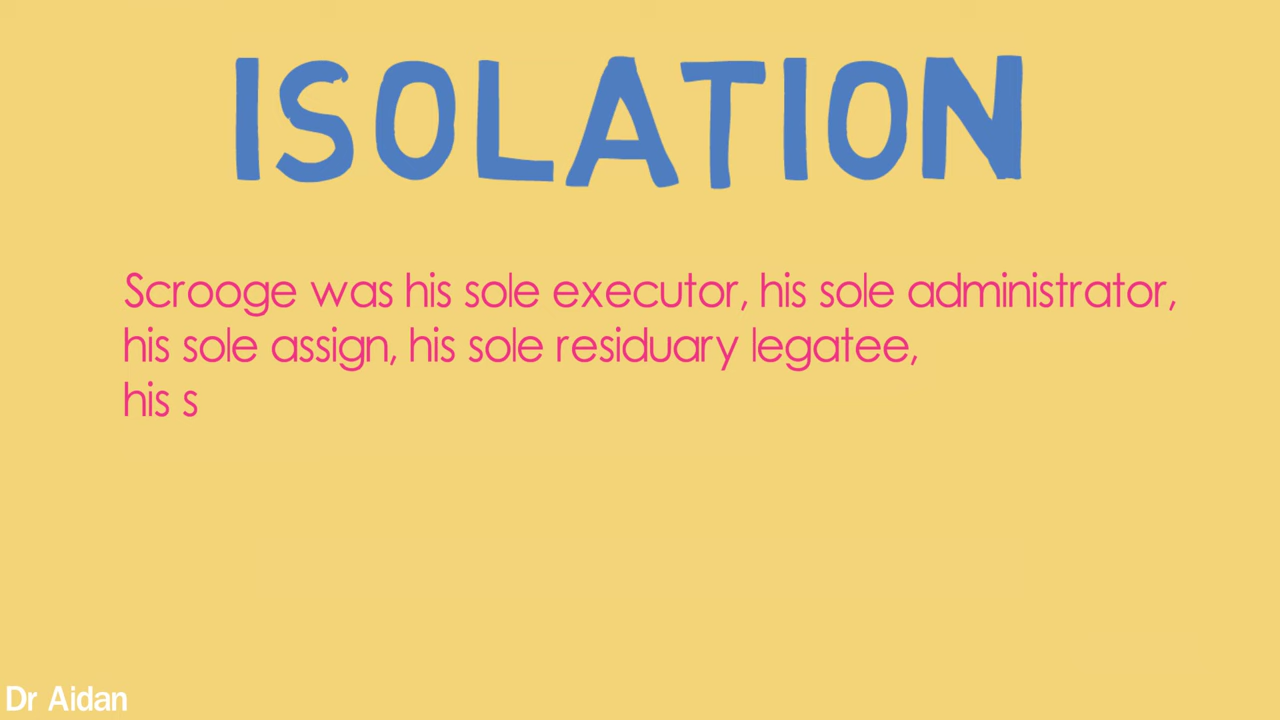 ISOLATION
Scrooge was his sole executor, his sole administrator,
his sole assign, his sole residuary legatee,
his s
Dr Aidan